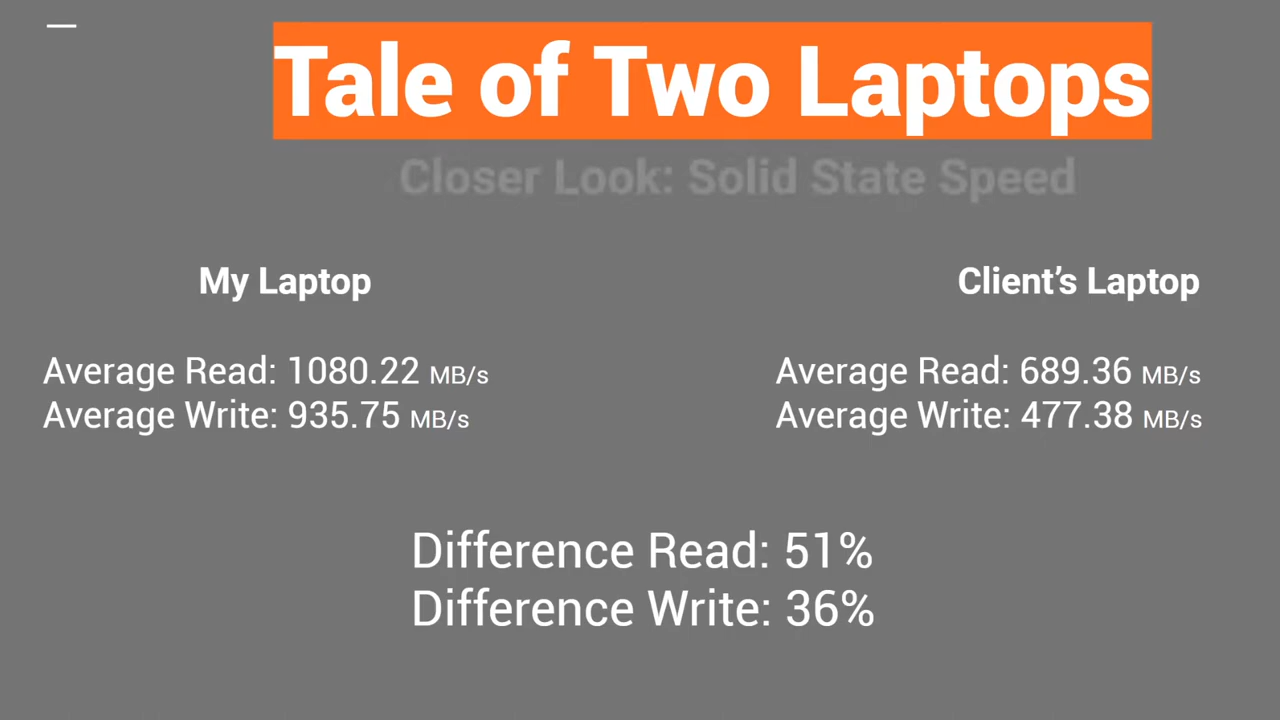 Tale of Two Laptops
Closer Look: Solid State Speed
My Laptop
Average Read: 1080.22 MB/s
Average Write: 935.75 MB/s
Client’s Laptop
Average Read: 689.36 MB/s
Average Write: 477.38 MB/s
Difference Read: 51%
Difference Write: 36%